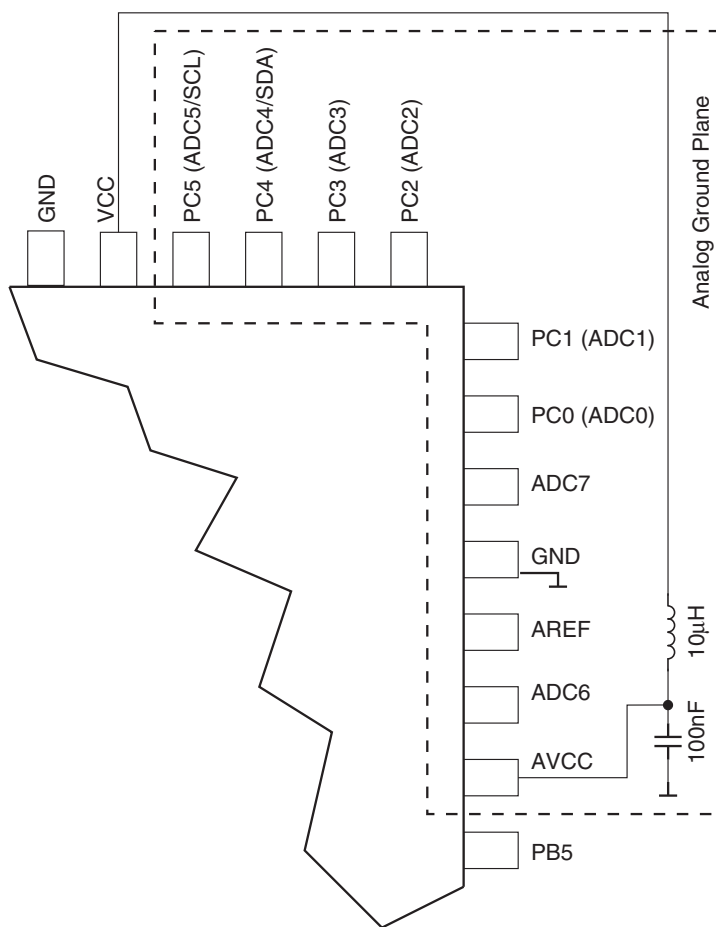 GND
VCC
PC5 (ADC5/SCL)
PC4 (ADC4/SDA)
PC3 (ADC3)
PC2 (ADC2)
Analog Ground Plane
PC1 (ADC1)
PC0 (ADC0)
ADC7
GND
AREF
ADC6
AVCC
PB5
10μH
100nF